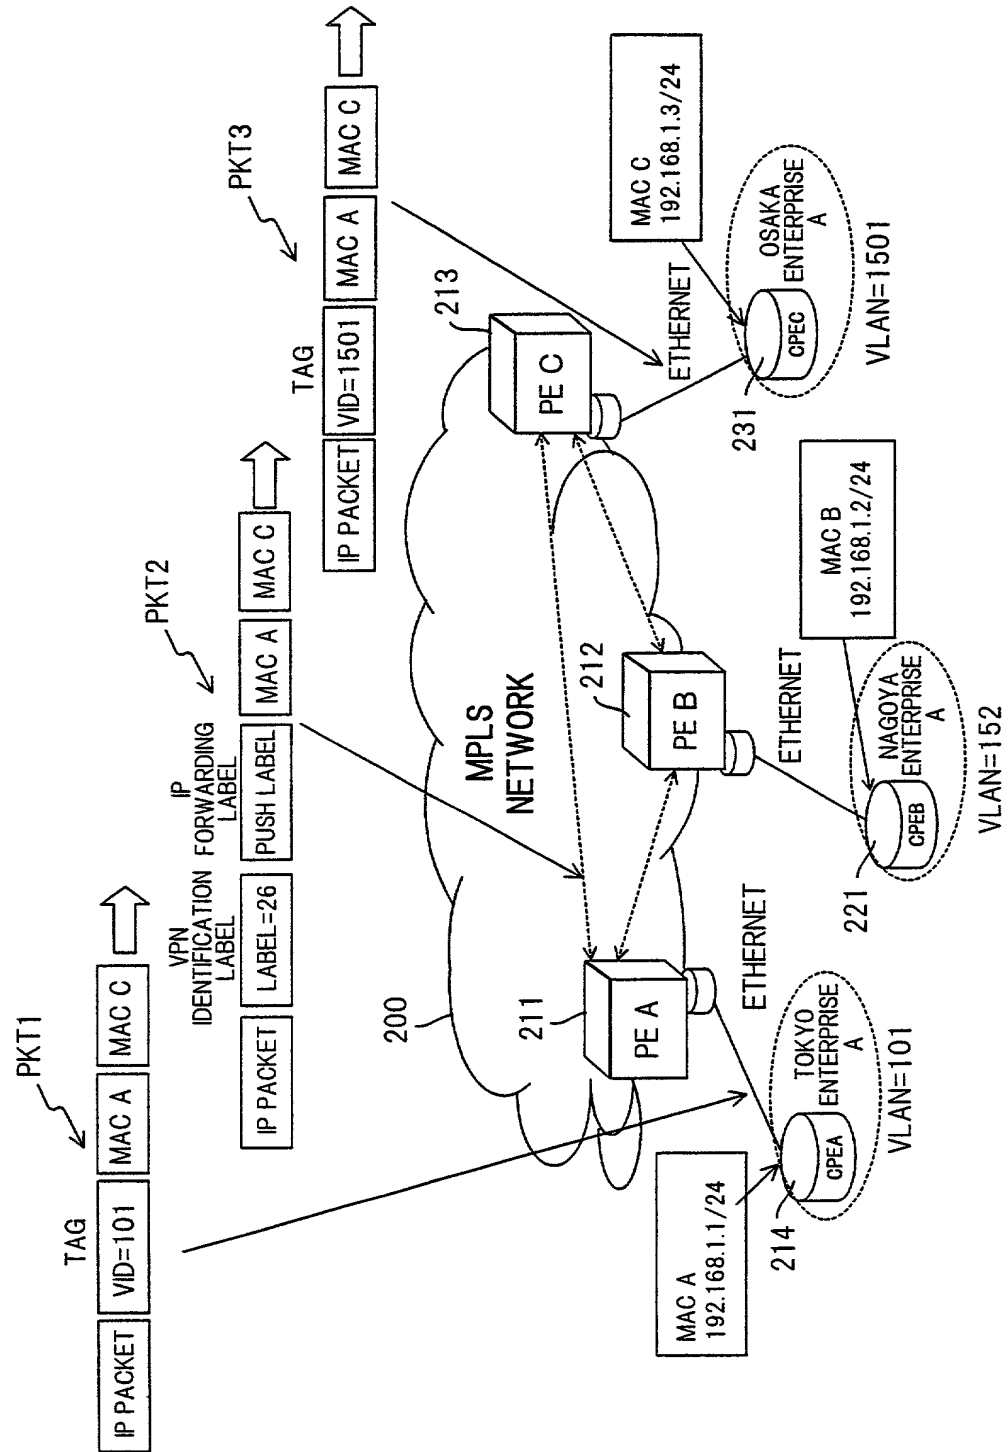 PKT1
TAG
IP PACKET
VID=101
MAC A
MAC C
PKT2
VPN
IDENTIFICATION
LABEL
IP
FORWARDING
LABEL
IP PACKET
LABEL=26
PUSH LABEL
MAC A
MAC C
PKT3
TAG
IP PACKET
VID=1501
MAC A
MAC C
200
MPLS
NETWORK
211
PE A
212
PE B
213
PE C
ETHERNET
ETHERNET
ETHERNET
MAC A
192.168.1.1/24
214
CPEA
TOKYO
ENTERPRISE
A
VLAN=101
221
CPEB
NAGOYA
ENTERPRISE
A
VLAN=152
MAC B
192.168.1.2/24
231
CPEC
OSAKA
ENTERPRISE
A
VLAN=1501
MAC C
192.168.1.3/24